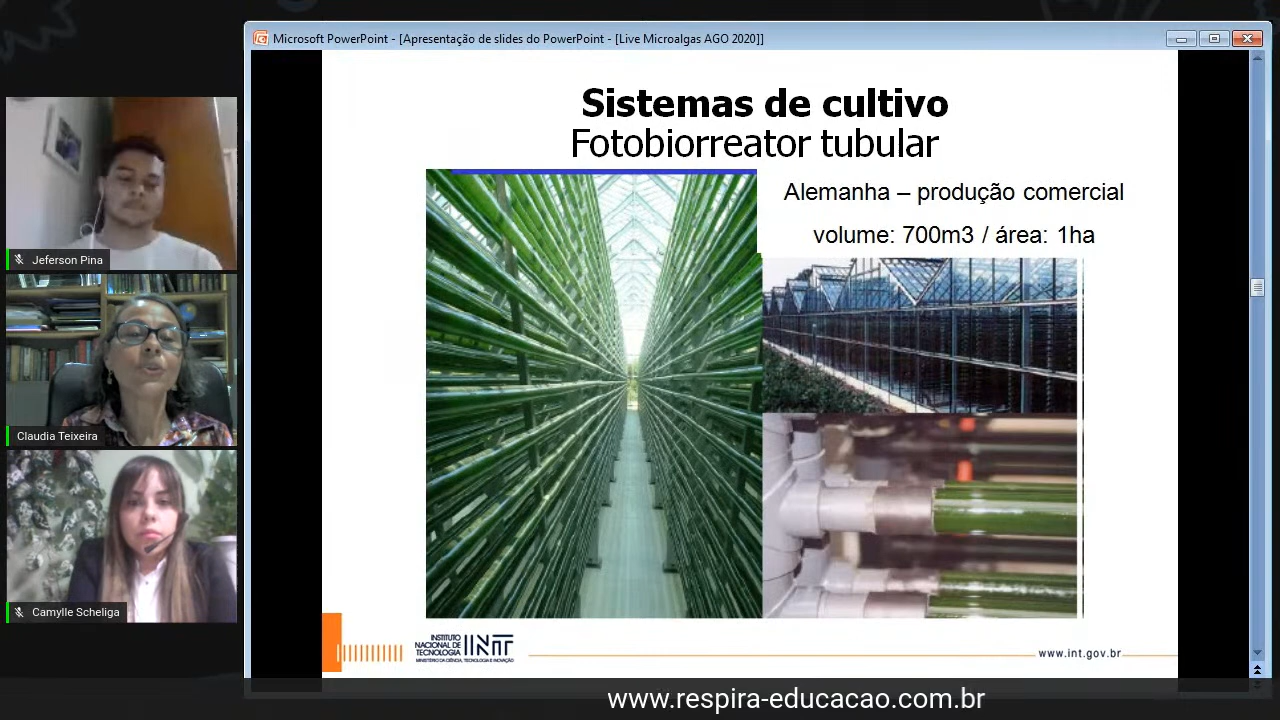 Microsoft PowerPoint - [Apresentação de slides do PowerPoint - [Live Microalgas AGO 2020]]
Sistemas de cultivo
Fotobiorreator tubular
Alemanha – produção comercial
volume: 700m3 / área: 1ha
Jeferson Pina
Claudia Teixeira
Camylle Scheliga
INSTITUTO
NACIONAL DE
TECNOLOGIA
INT
MINISTÉRIO DA CIÊNCIA, TECNOLOGIA E INOVAÇÃO
www.int.gov.br
www.respira-educacao.com.br